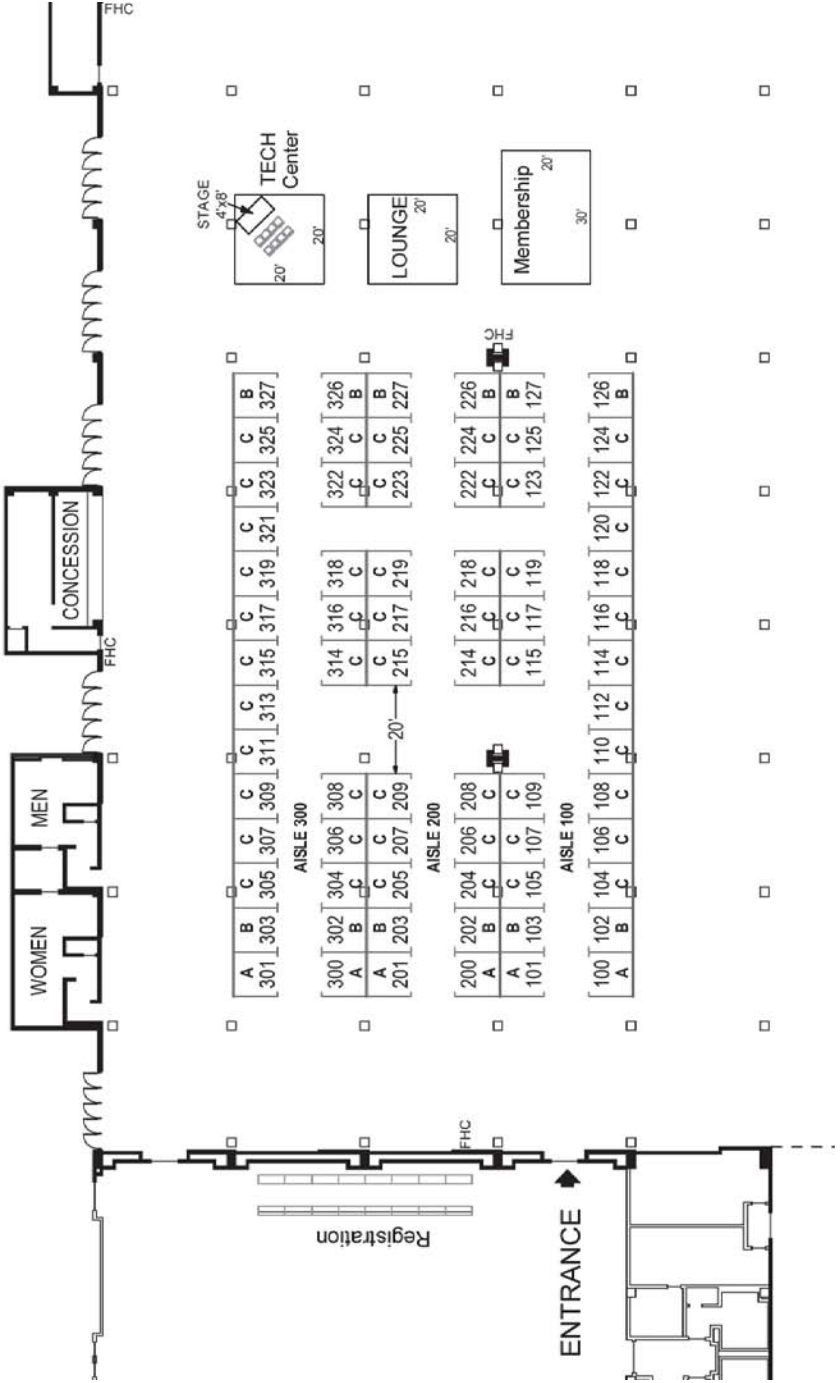 FHC
STAGE
4'x8'
TECH
Center
20'
20'
LOUNGE
20'
20'
Membership
20'
30'
FHC
B 327
326 B
B 227
226 B
B 127
126 B
C 325
324 C
C 225
224 C
C 125
124 C
C 323
322 C
C 223
222 C
C 123
122 C
CONCESSION
C 321
120 C
C 319
318 C
C 219
218 C
C 119
118 C
C 317
316 C
C 217
216 C
C 117
116 C
FHC
C 315
314 C
C 215
214 C
C 115
114 C
C 313
112 C
20'
C 311
110 C
MEN
C 309
308 C
C 209
208 C
C 109
108 C
AISLE 300
AISLE 200
AISLE 100
C 307
306 C
C 207
206 C
C 107
106 C
C 305
304 C
C 205
204 C
C 105
104 C
WOMEN
B 303
302 B
B 203
202 B
B 103
102 B
A 301
300 A
A 201
200 A
A 101
100 A
FHC
Registration
ENTRANCE